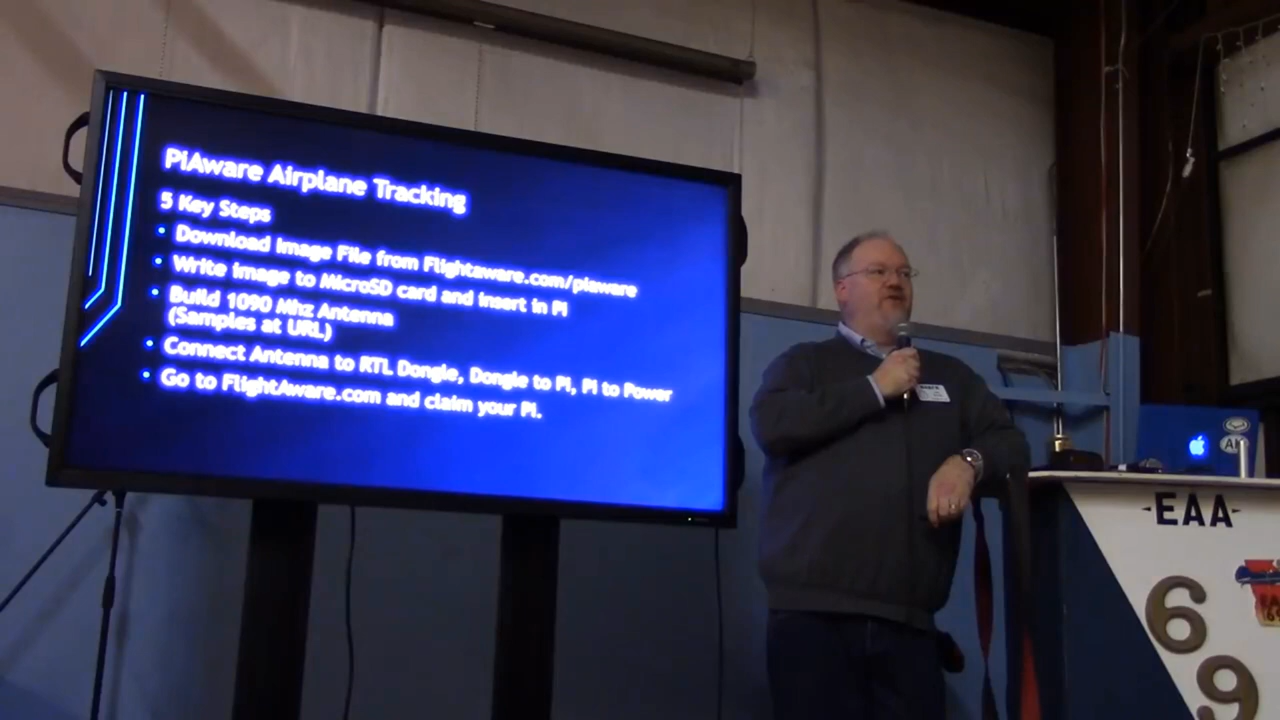 PiAware Airplane Tracking
5 Key Steps
• Download Image File from Flightaware.com/piaware
• Write image to MicroSD card and insert in Pi
• Build 1090 Mhz Antenna
(Samples at URL)
• Connect Antenna to RTL Dongle, Dongle to Pi, Pi to Power
• Go to FlightAware.com and claim your Pi.
EAA
69